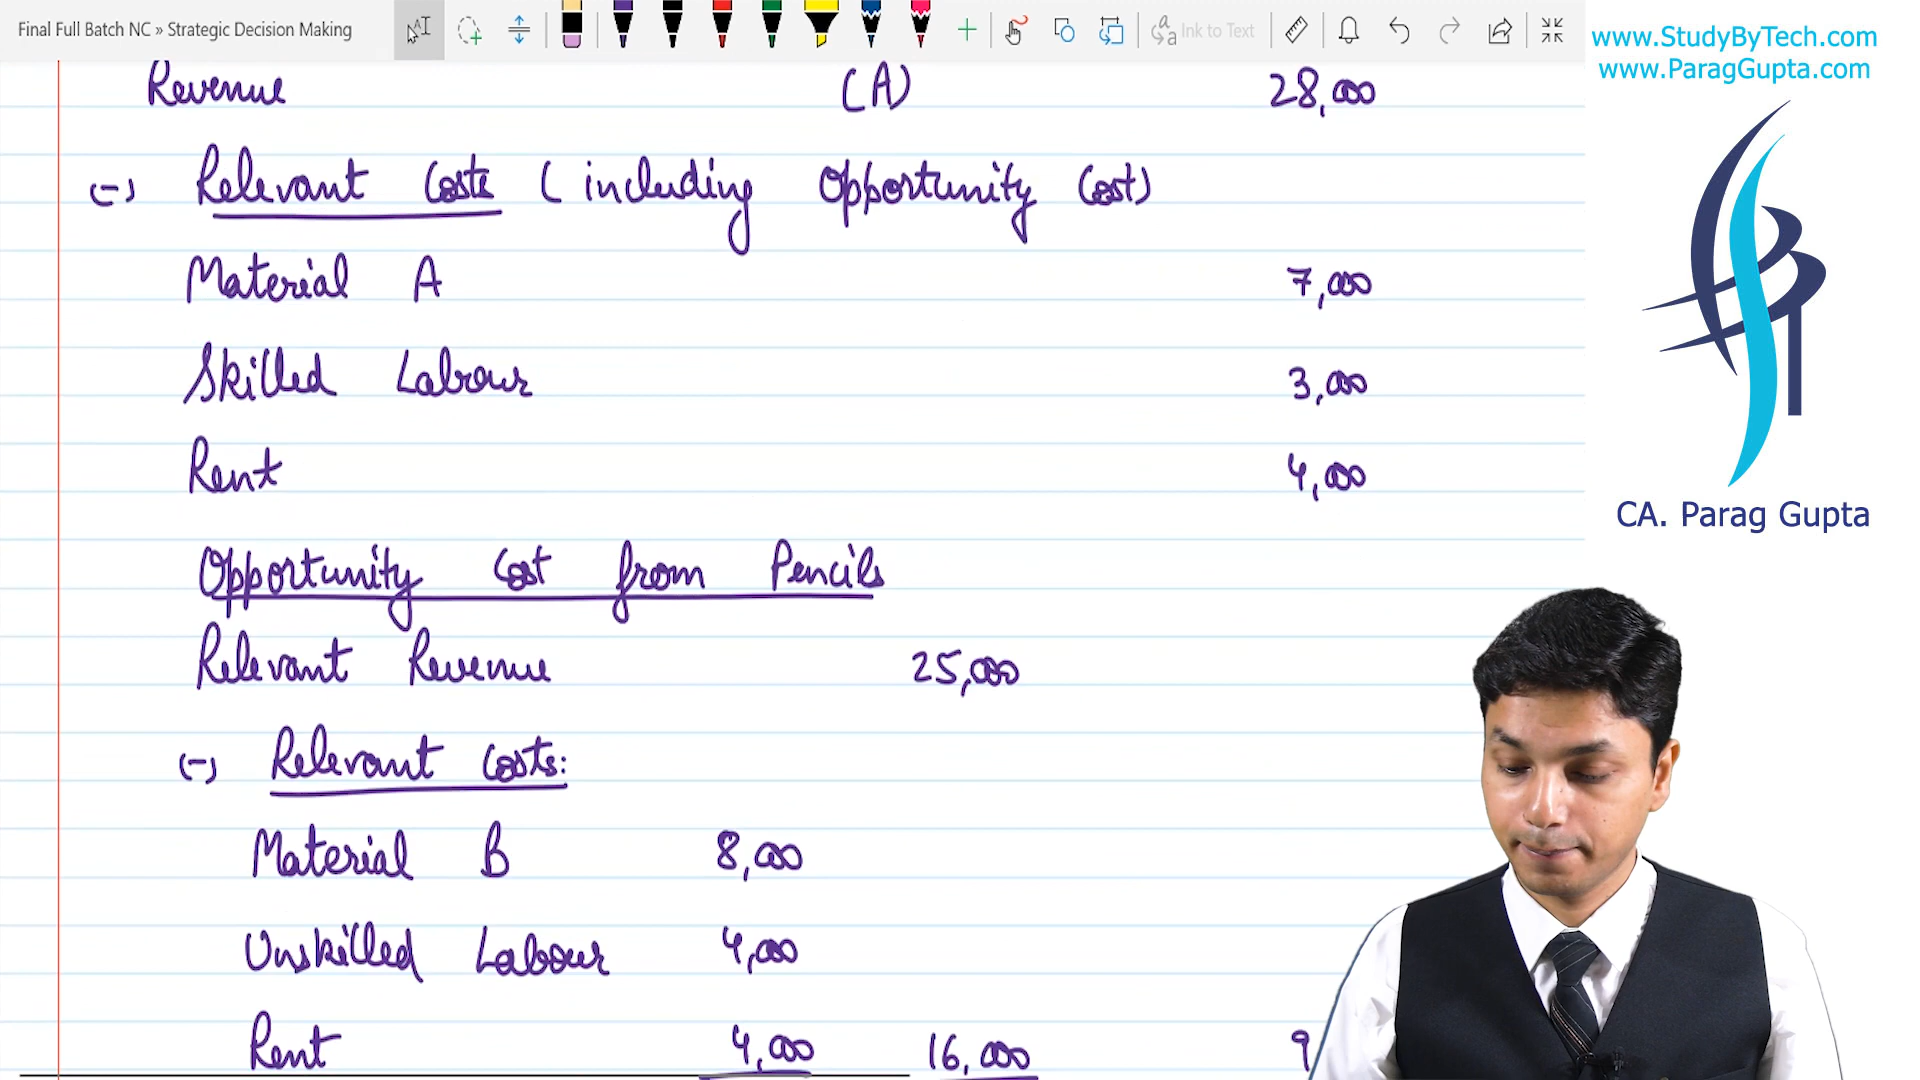 Final Full Batch NC » Strategic Decision Making
Ink to Text
www.StudyByTech.com
www.ParagGupta.com
Revenue (A) 28,000
(-) Relevant Costs (including Opportunity Cost)
Material A 7,000
Skilled Labour 3,000
Rent 4,000
CA. Parag Gupta
Opportunity Cost from Pencils
Relevant Revenue 25,000
(-) Relevant Costs:
Material B 8,000
Unskilled Labour 4,000
Rent 4,000 16,000 9